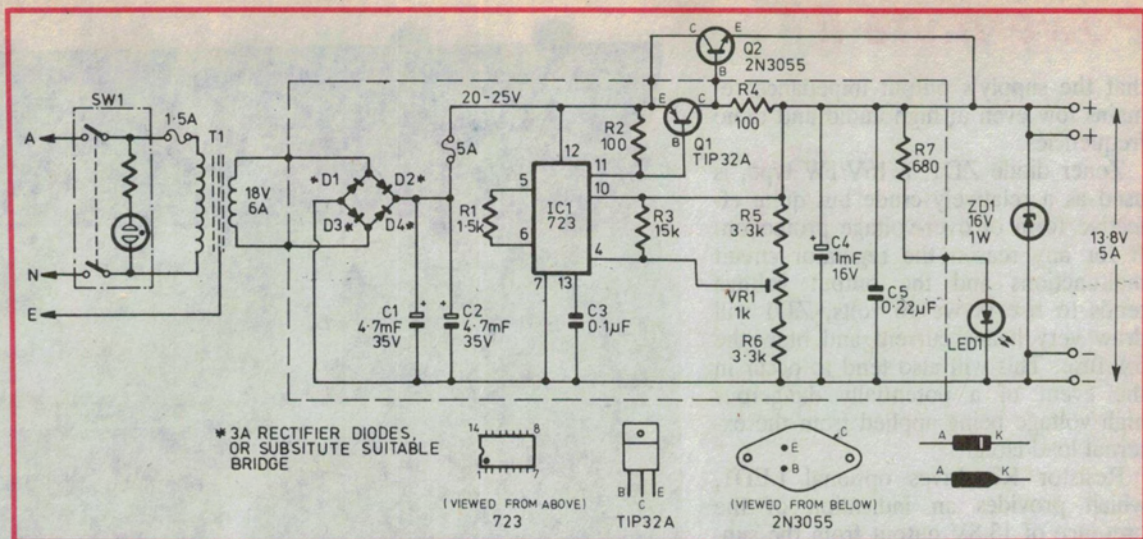 C
E
Q2
2N3055
B
20-25V
SW1
1·5A
T1
A
N
E
18V
6A
*D1
D2*
D3*
D4*
5A
R1
1·5k
C1
4·7mF
35V
C2
4·7mF
35V
IC1
723
5
6
7
13
12
11
10
4
C3
0·1µF
R2
100
R3
15k
E
C
B
Q1
TIP32A
R4
100
R5
3·3k
VR1
1k
R6
3·3k
C4
1mF
16V
R7
680
C5
0·22µF
ZD1
16V
1W
LED1
+
+
13·8V
5A
−
−
* 3A RECTIFIER DIODES,
OR SUBSITUTE SUITABLE
BRIDGE
14
8
1
7
(VIEWED FROM ABOVE)
723
B
C
E
TIP32A
C
E
B
(VIEWED FROM BELOW)
2N3055
A
K
A
K